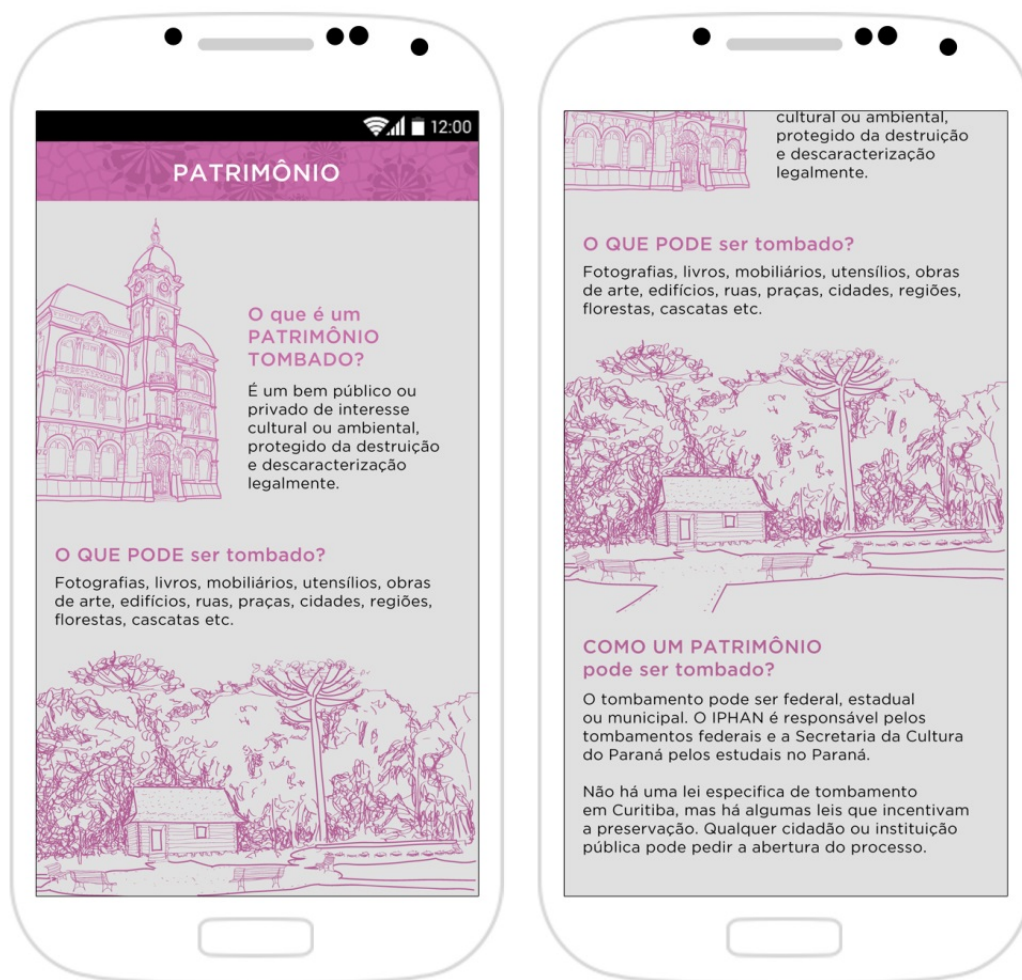 12:00
PATRIMÔNIO
O que é um
PATRIMÔNIO
TOMBADO?
É um bem público ou
privado de interesse
cultural ou ambiental,
protegido da destruição
e descaracterização
legalmente.
O QUE PODE ser tombado?
Fotografias, livros, mobiliários, utensílios, obras
de arte, edifícios, ruas, praças, cidades, regiões,
florestas, cascatas etc.
cultural ou ambiental,
protegido da destruição
e descaracterização
legalmente.
O QUE PODE ser tombado?
Fotografias, livros, mobiliários, utensílios, obras
de arte, edifícios, ruas, praças, cidades, regiões,
florestas, cascatas etc.
COMO UM PATRIMÔNIO
pode ser tombado?
O tombamento pode ser federal, estadual
ou municipal. O IPHAN é responsável pelos
tombamentos federais e a Secretaria da Cultura
do Paraná pelos estudais no Paraná.
Não há uma lei especifica de tombamento
em Curitiba, mas há algumas leis que incentivam
a preservação. Qualquer cidadão ou instituição
pública pode pedir a abertura do processo.